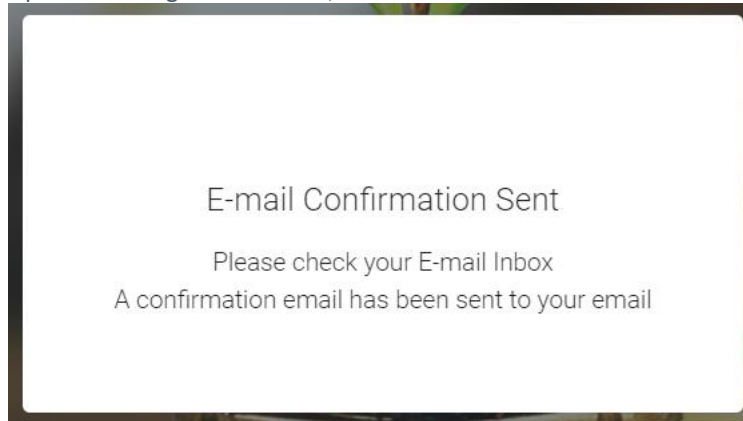 E-mail Confirmation Sent
Please check your E-mail Inbox
A confirmation email has been sent to your email